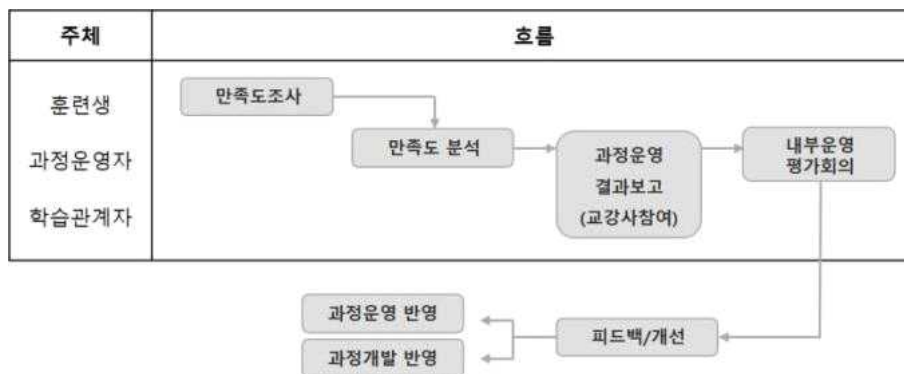 주체
흐름
훈련생
과정운영자
학습관계자
만족도조사
만족도 분석
과정운영
결과보고
(교강사참여)
내부운영
평가회의
피드백/개선
과정운영 반영
과정개발 반영